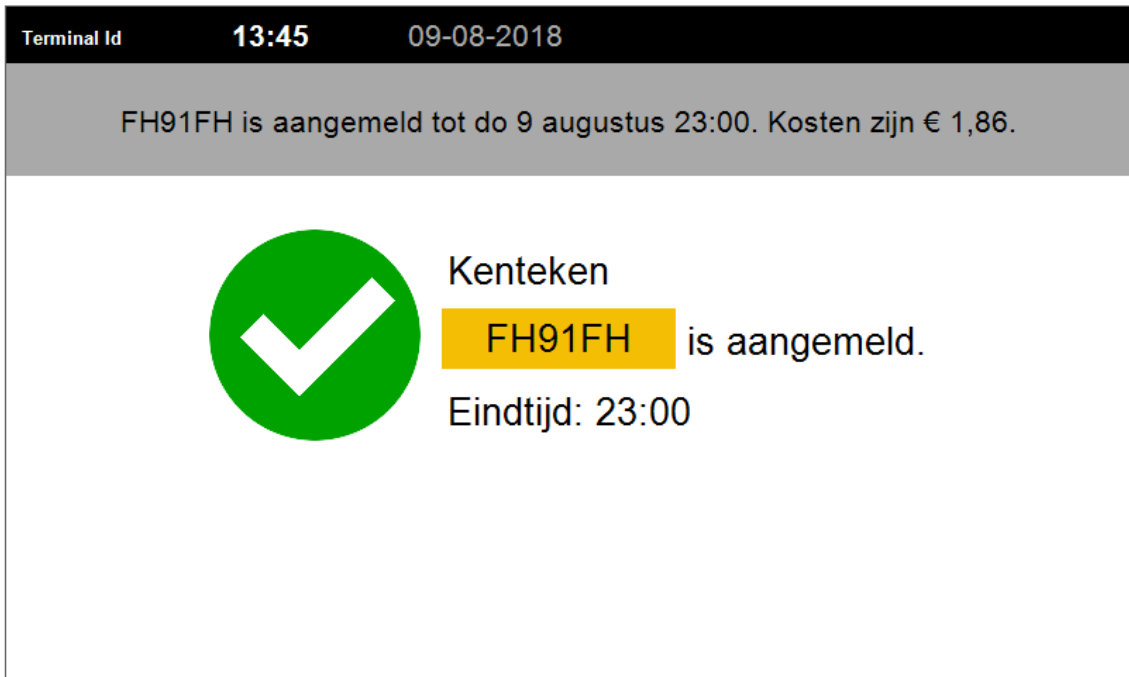 Terminal Id 13:45 09-08-2018
FH91FH is aangemeld tot do 9 augustus 23:00. Kosten zijn € 1,86.
Kenteken
FH91FH is aangemeld.
Eindtijd: 23:00